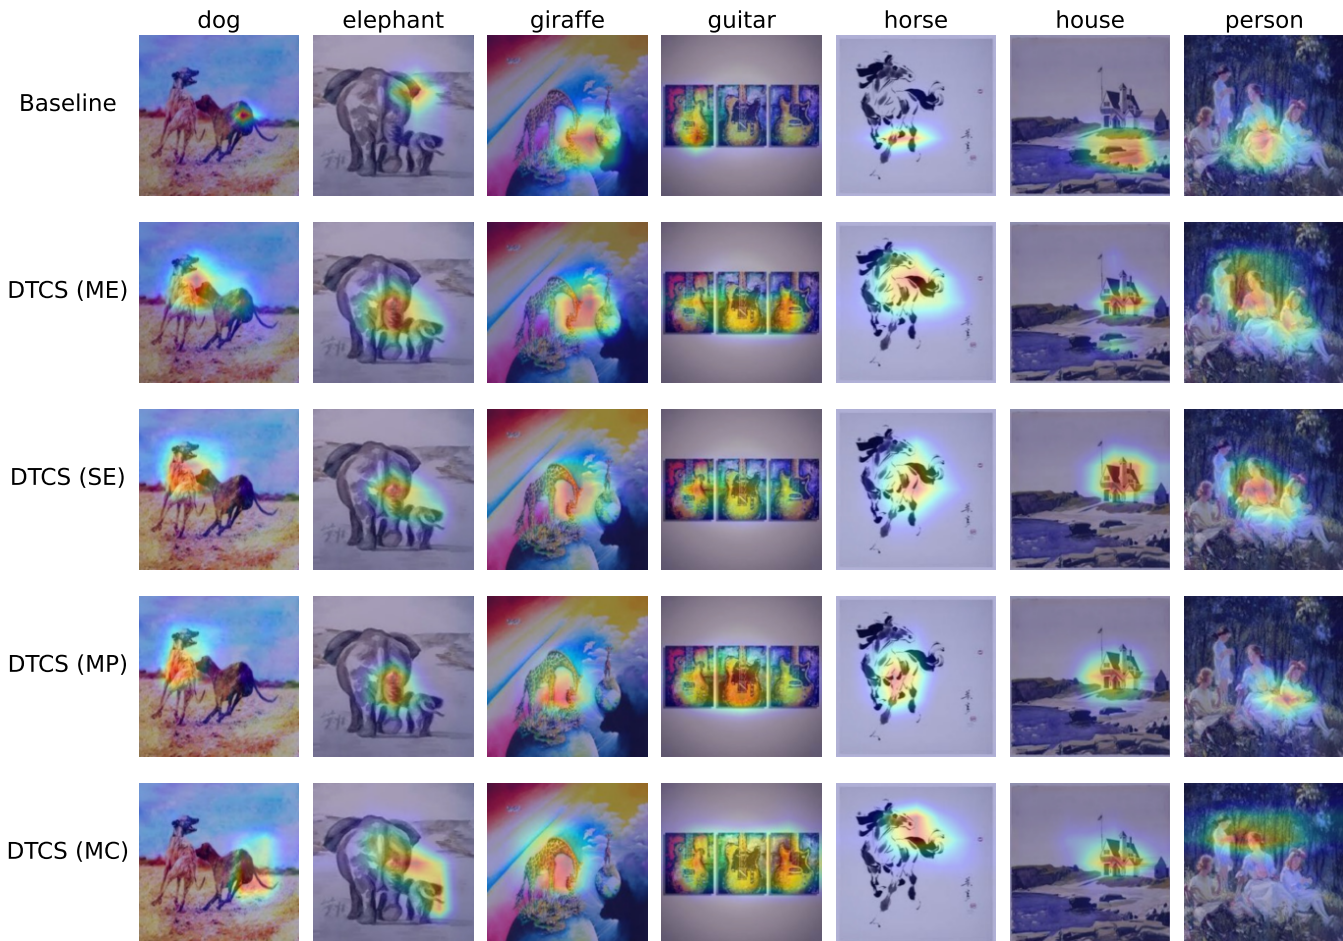 dog elephant giraffe guitar horse house person
Baseline
DTCS (ME)
DTCS (SE)
DTCS (MP)
DTCS (MC)